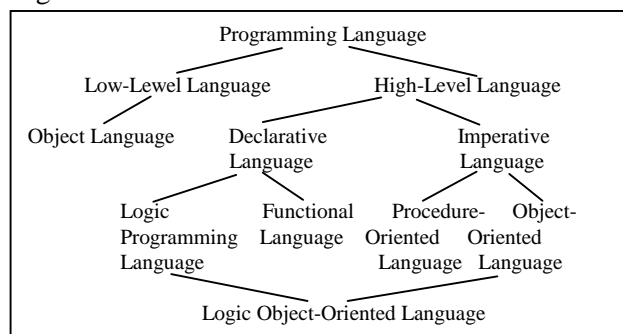 Programming Language
Low-Lewel Language High-Level Language
Object Language Declarative Imperative
Language Language
Logic Functional Procedure- Object-
Programming Language Oriented Oriented
Language Language Language
Logic Object-Oriented Language